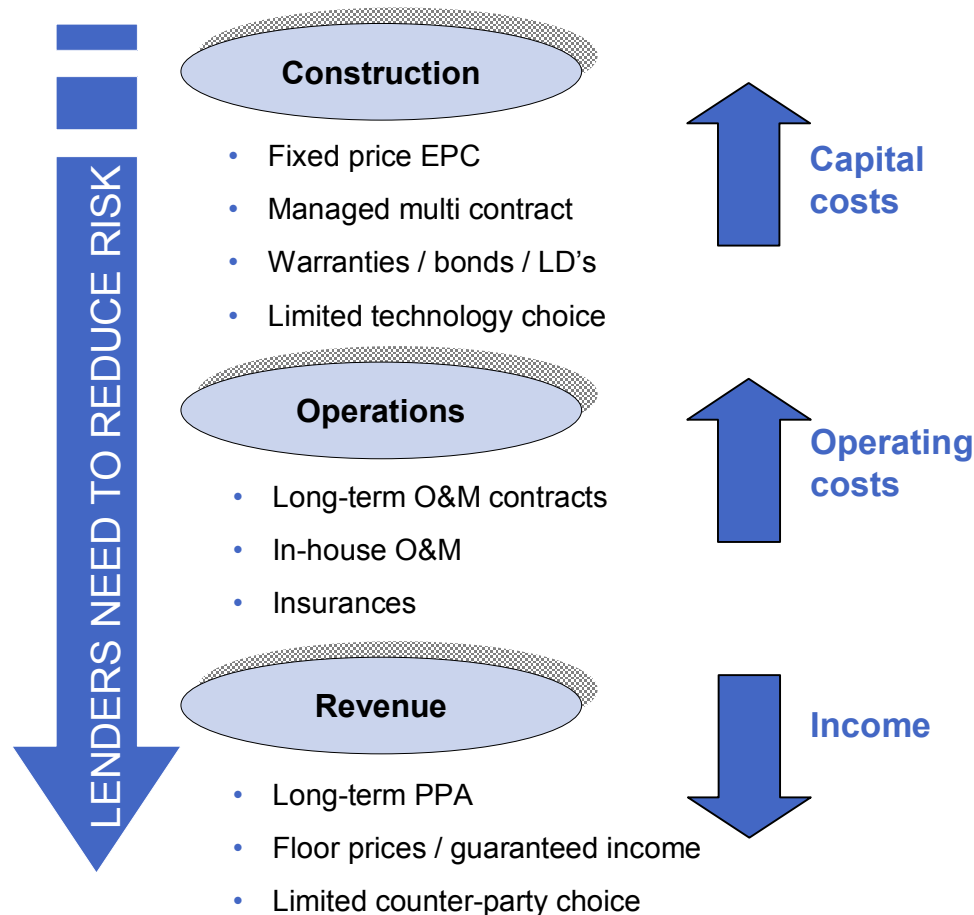 LENDERS NEED TO REDUCE RISK
Construction
• Fixed price EPC
• Managed multi contract
• Warranties / bonds / LD’s
• Limited technology choice
Capital
costs
Operations
• Long-term O&M contracts
• In-house O&M
• Insurances
Operating
costs
Revenue
• Long-term PPA
• Floor prices / guaranteed income
• Limited counter-party choice
Income